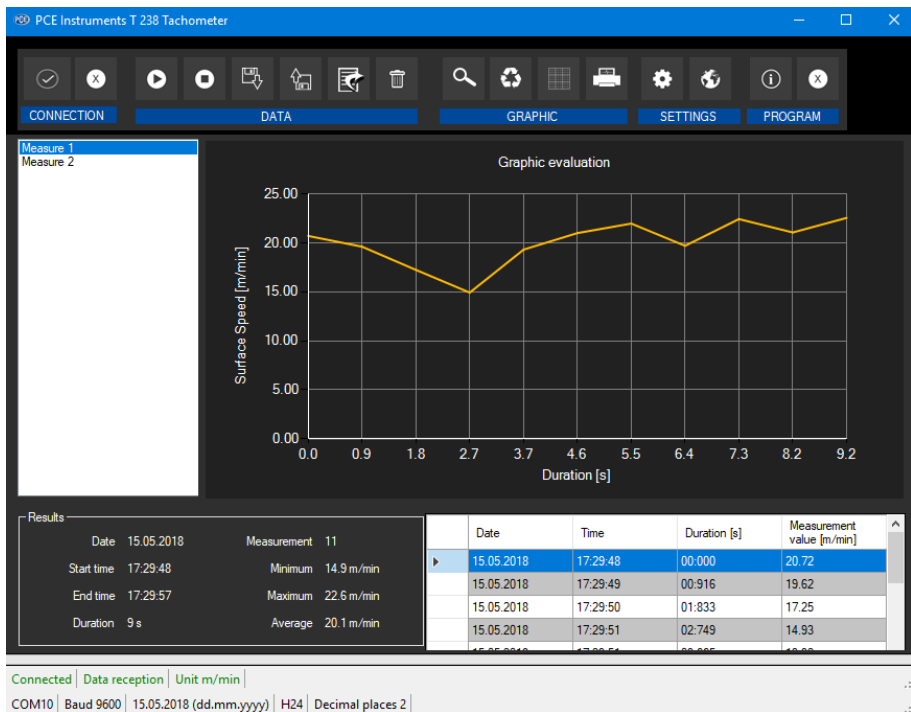 PCE PCE Instruments T 238 Tachometer
CONNECTION DATA GRAPHIC SETTINGS PROGRAM
Measure 1
Measure 2
Graphic evaluation
25.00
20.00
15.00
10.00
5.00
0.00
Surface Speed [m/min]
0.0 0.9 1.8 2.7 3.7 4.6 5.5 6.4 7.3 8.2 9.2
Duration [s]
Results
Date 15.05.2018 Measurement 11
Start time 17:29:48 Minimum 14.9 m/min
End time 17:29:57 Maximum 22.6 m/min
Duration 9 s Average 20.1 m/min
Date Time Duration [s] Measurement value [m/min]
15.05.2018 17:29:48 00:000 20.72
15.05.2018 17:29:49 00:916 19.62
15.05.2018 17:29:50 01:833 17.25
15.05.2018 17:29:51 02:749 14.93
Connected Data reception Unit m/min
COM10 Baud 9600 15.05.2018 (dd.mm.yyyy) H24 Decimal places 2